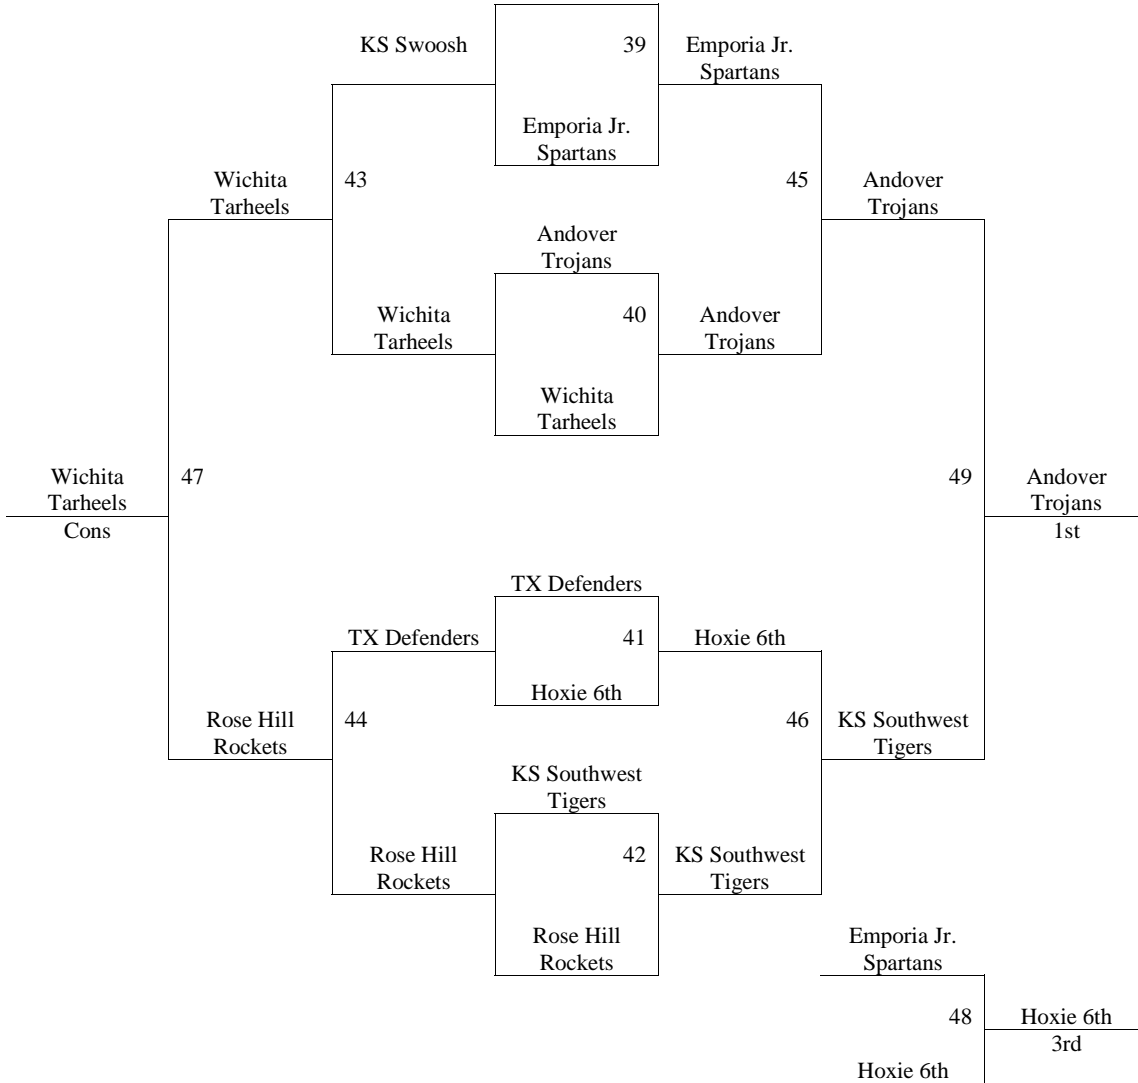 KS Swoosh
39
Emporia Jr.
Spartans
Emporia Jr.
Spartans
Wichita
Tarheels
43
45
Andover
Trojans
Andover
Trojans
Wichita
Tarheels
40
Andover
Trojans
Wichita
Tarheels
Wichita
Tarheels
Cons
47
49
Andover
Trojans
1st
TX Defenders
TX Defenders
41
Hoxie 6th
Hoxie 6th
Rose Hill
Rockets
44
46
KS Southwest
Tigers
KS Southwest
Tigers
Rose Hill
Rockets
42
KS Southwest
Tigers
Rose Hill
Rockets
Emporia Jr.
Spartans
48
Hoxie 6th
3rd
Hoxie 6th